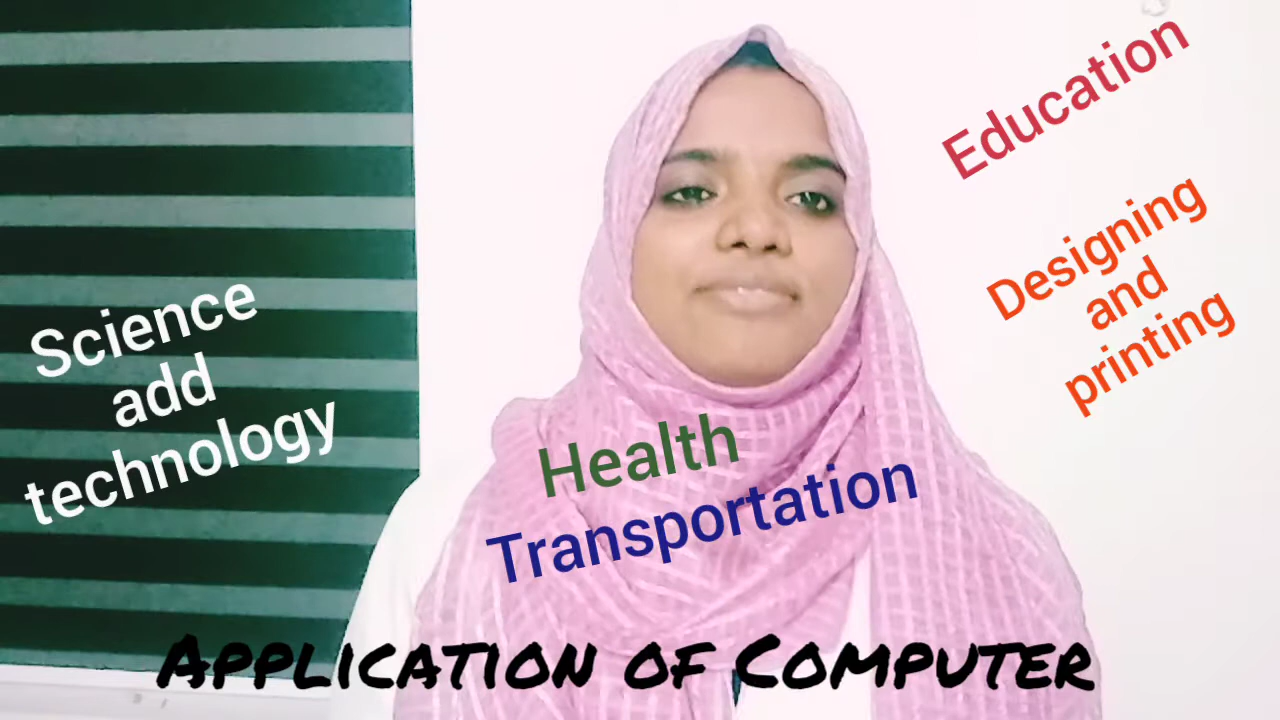 Education
Designing
and
printing
Science
add
technology
Health
Transportation
Application of Computer